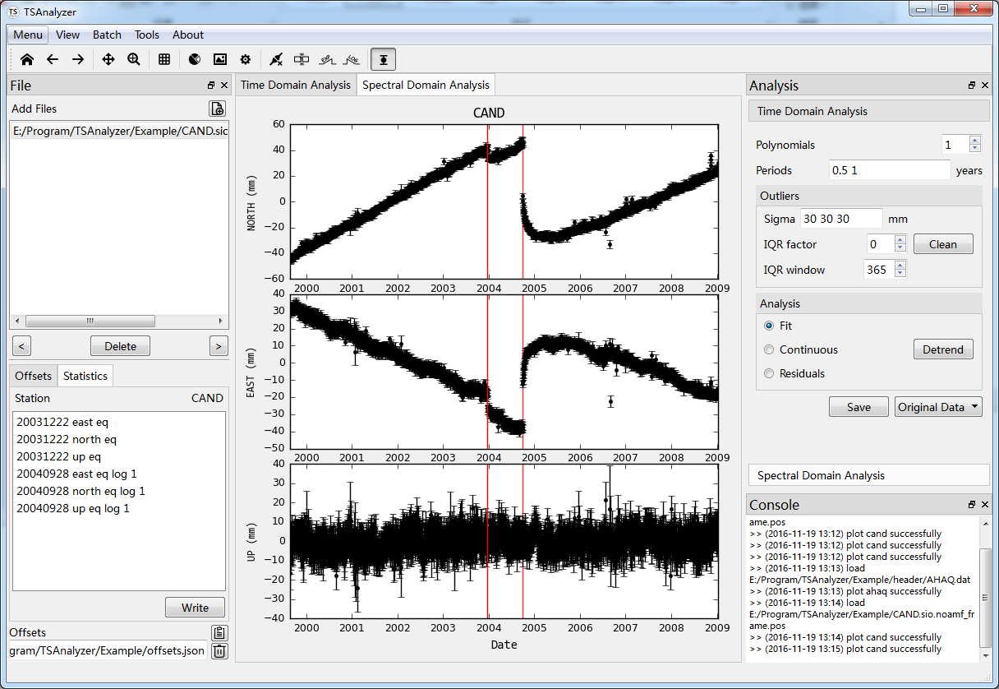 TS TSAnalyzer
Menu View Batch Tools About
File
Add Files
E:/Program/TSAnalyzer/Example/CAND.sic
< Delete >
Offsets Statistics
Station CAND
20031222 east eq
20031222 north eq
20031222 up eq
20040928 east eq log 1
20040928 north eq log 1
20040928 up eq log 1
Write
Offsets
gram/TSAnalyzer/Example/offsets.json
Time Domain Analysis Spectral Domain Analysis
CAND
60
40
20
0
−20
−40
−60
NORTH (mm)
2000 2001 2002 2003 2004 2005 2006 2007 2008 2009
40
30
20
10
0
−10
−20
−30
−40
−50
EAST (mm)
2000 2001 2002 2003 2004 2005 2006 2007 2008 2009
40
30
20
10
0
−10
−20
−30
−40
UP (mm)
2000 2001 2002 2003 2004 2005 2006 2007 2008 2009
Date
Analysis
Time Domain Analysis
Polynomials 1
Periods 0.5 1 years
Outliers
Sigma 30 30 30 mm
IQR factor 0 Clean
IQR window 365
Analysis
Fit
Continuous Detrend
Residuals
Save Original Data
Spectral Domain Analysis
Console
ame.pos
>> (2016-11-19 13:12) plot cand successfully
>> (2016-11-19 13:12) plot cand successfully
>> (2016-11-19 13:12) plot cand successfully
>> (2016-11-19 13:13) load
E:/Program/TSAnalyzer/Example/header/AHAQ.dat
>> (2016-11-19 13:13) plot ahaq successfully
>> (2016-11-19 13:14) load
E:/Program/TSAnalyzer/Example/CAND.sio.noamf_fr
ame.pos
>> (2016-11-19 13:14) plot cand successfully
>> (2016-11-19 13:15) plot cand successfully